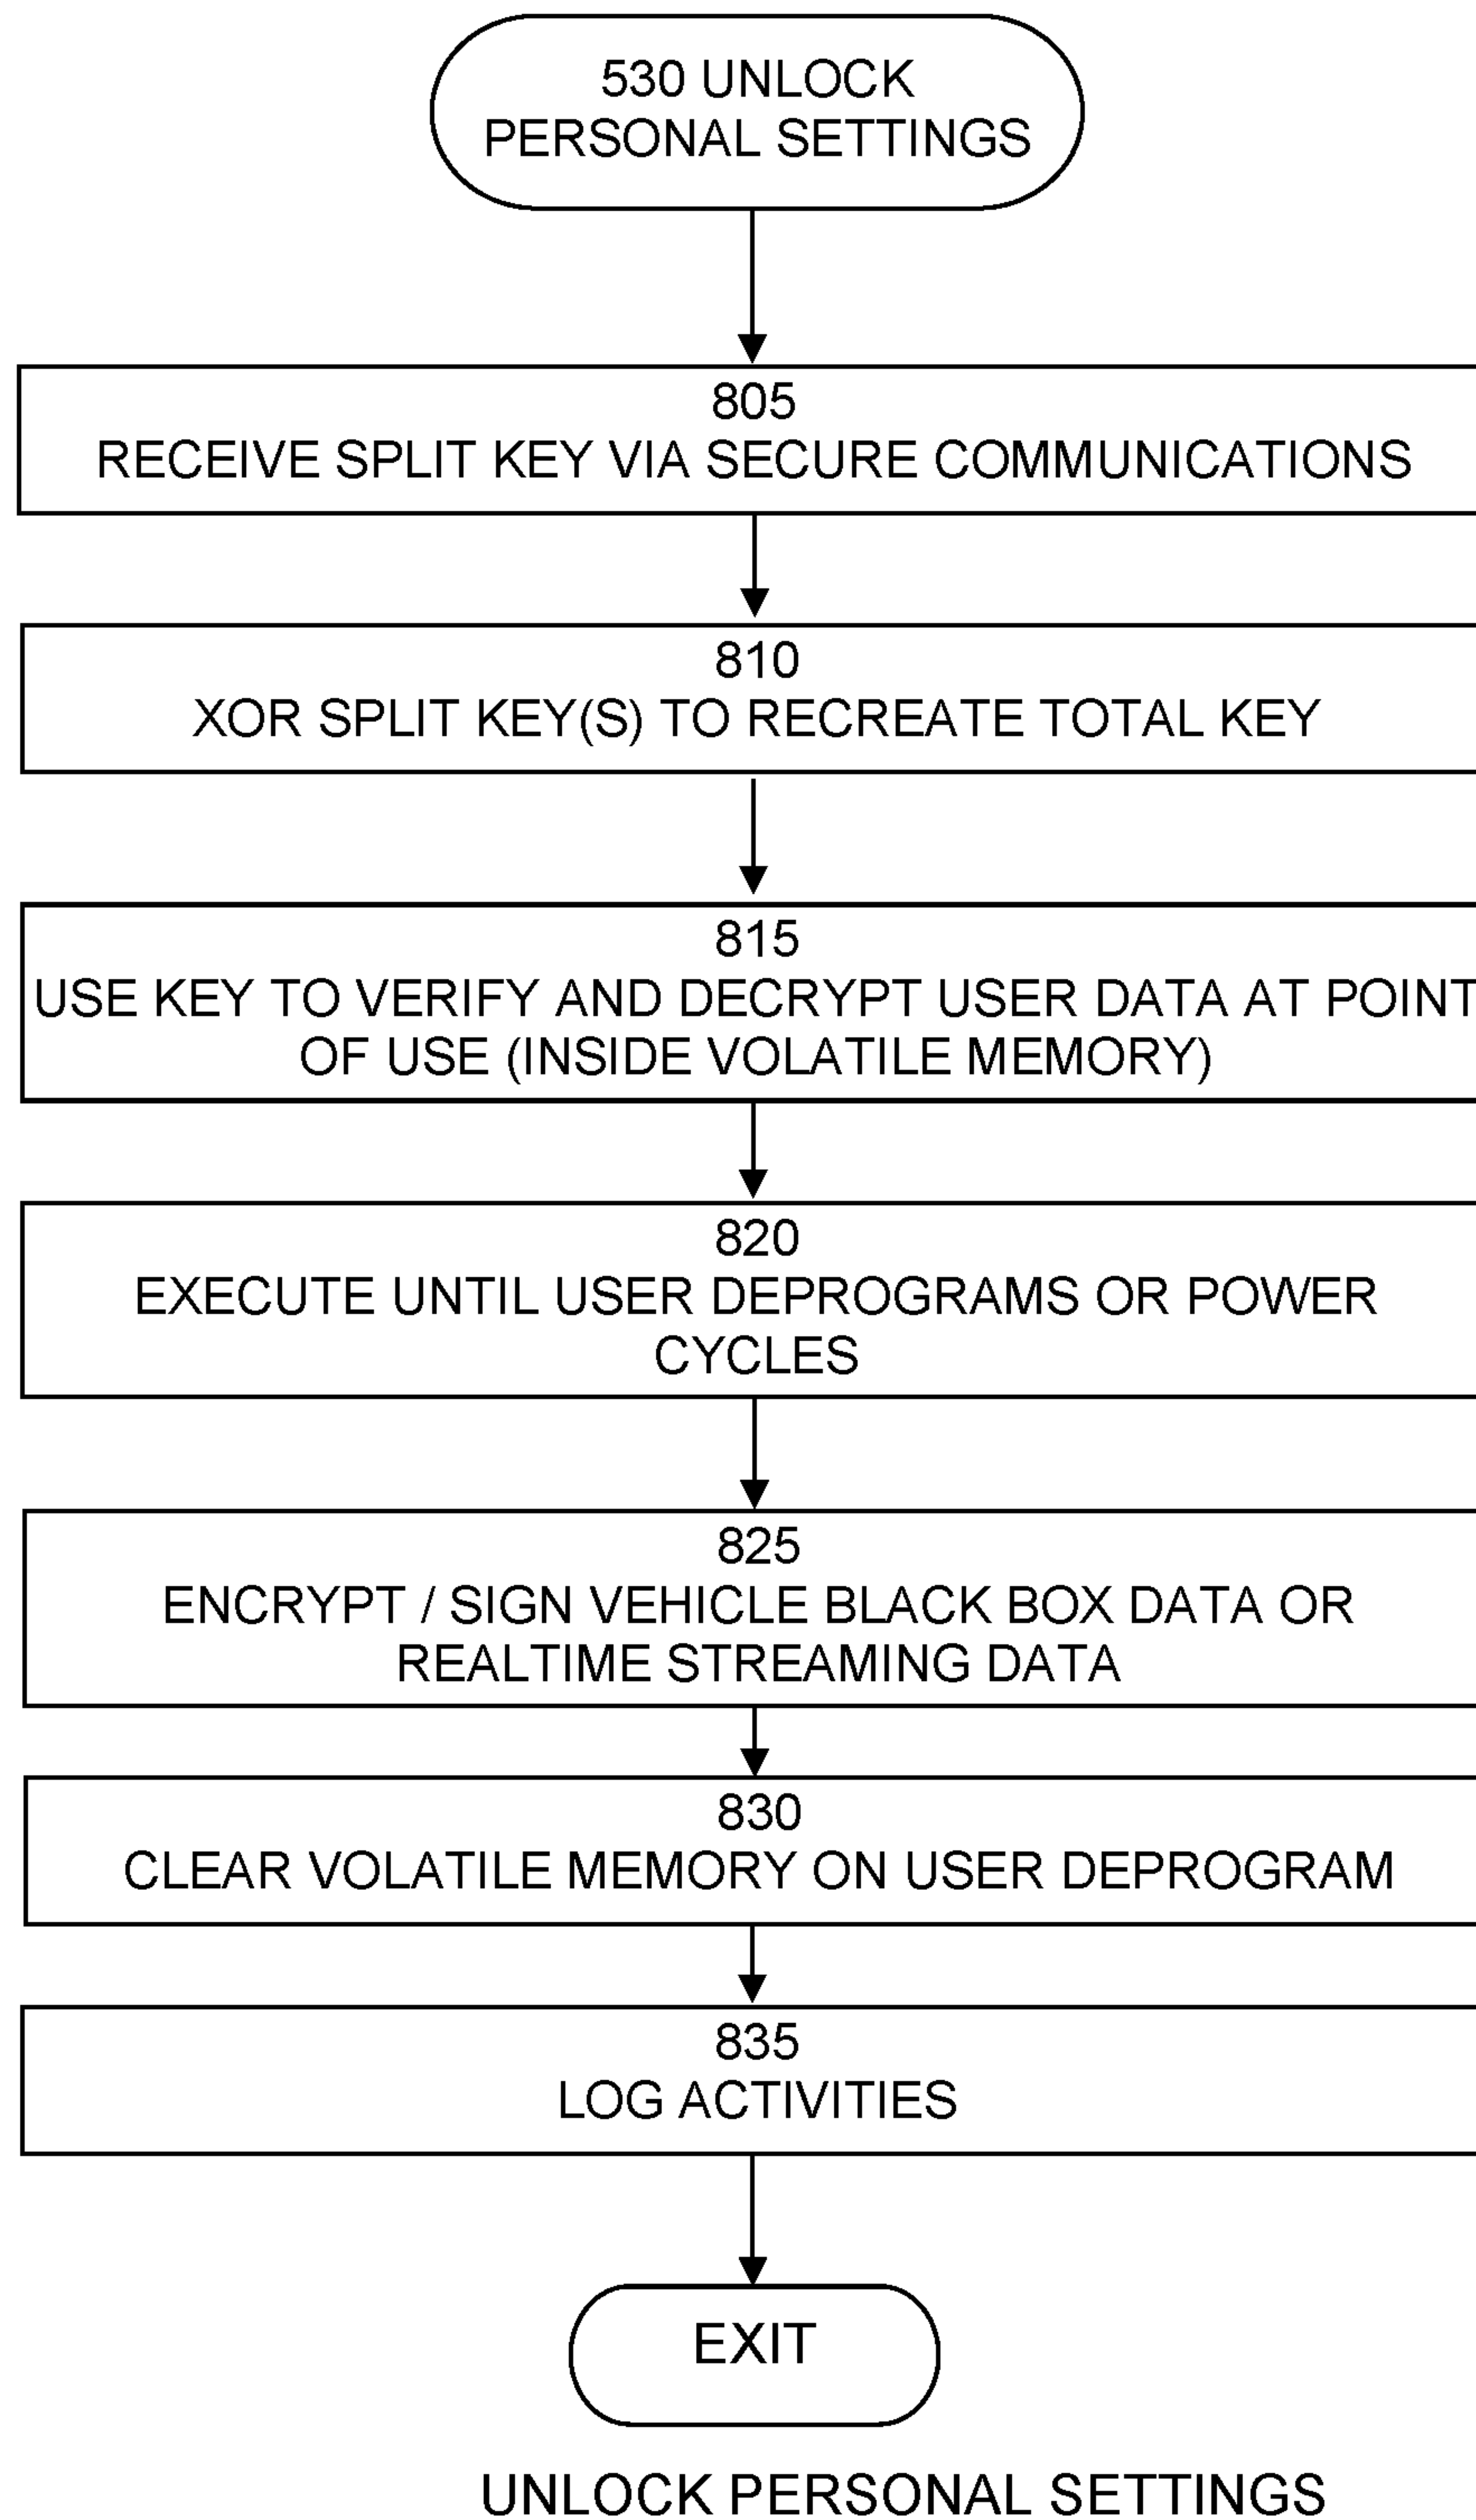 530 UNLOCK
PERSONAL SETTINGS
805
RECEIVE SPLIT KEY VIA SECURE COMMUNICATIONS
810
XOR SPLIT KEY(S) TO RECREATE TOTAL KEY
815
USE KEY TO VERIFY AND DECRYPT USER DATA AT POINT
OF USE (INSIDE VOLATILE MEMORY)
820
EXECUTE UNTIL USER DEPROGRAMS OR POWER
CYCLES
825
ENCRYPT / SIGN VEHICLE BLACK BOX DATA OR
REALTIME STREAMING DATA
830
CLEAR VOLATILE MEMORY ON USER DEPROGRAM
835
LOG ACTIVITIES
EXIT
UNLOCK PERSONAL SETTINGS